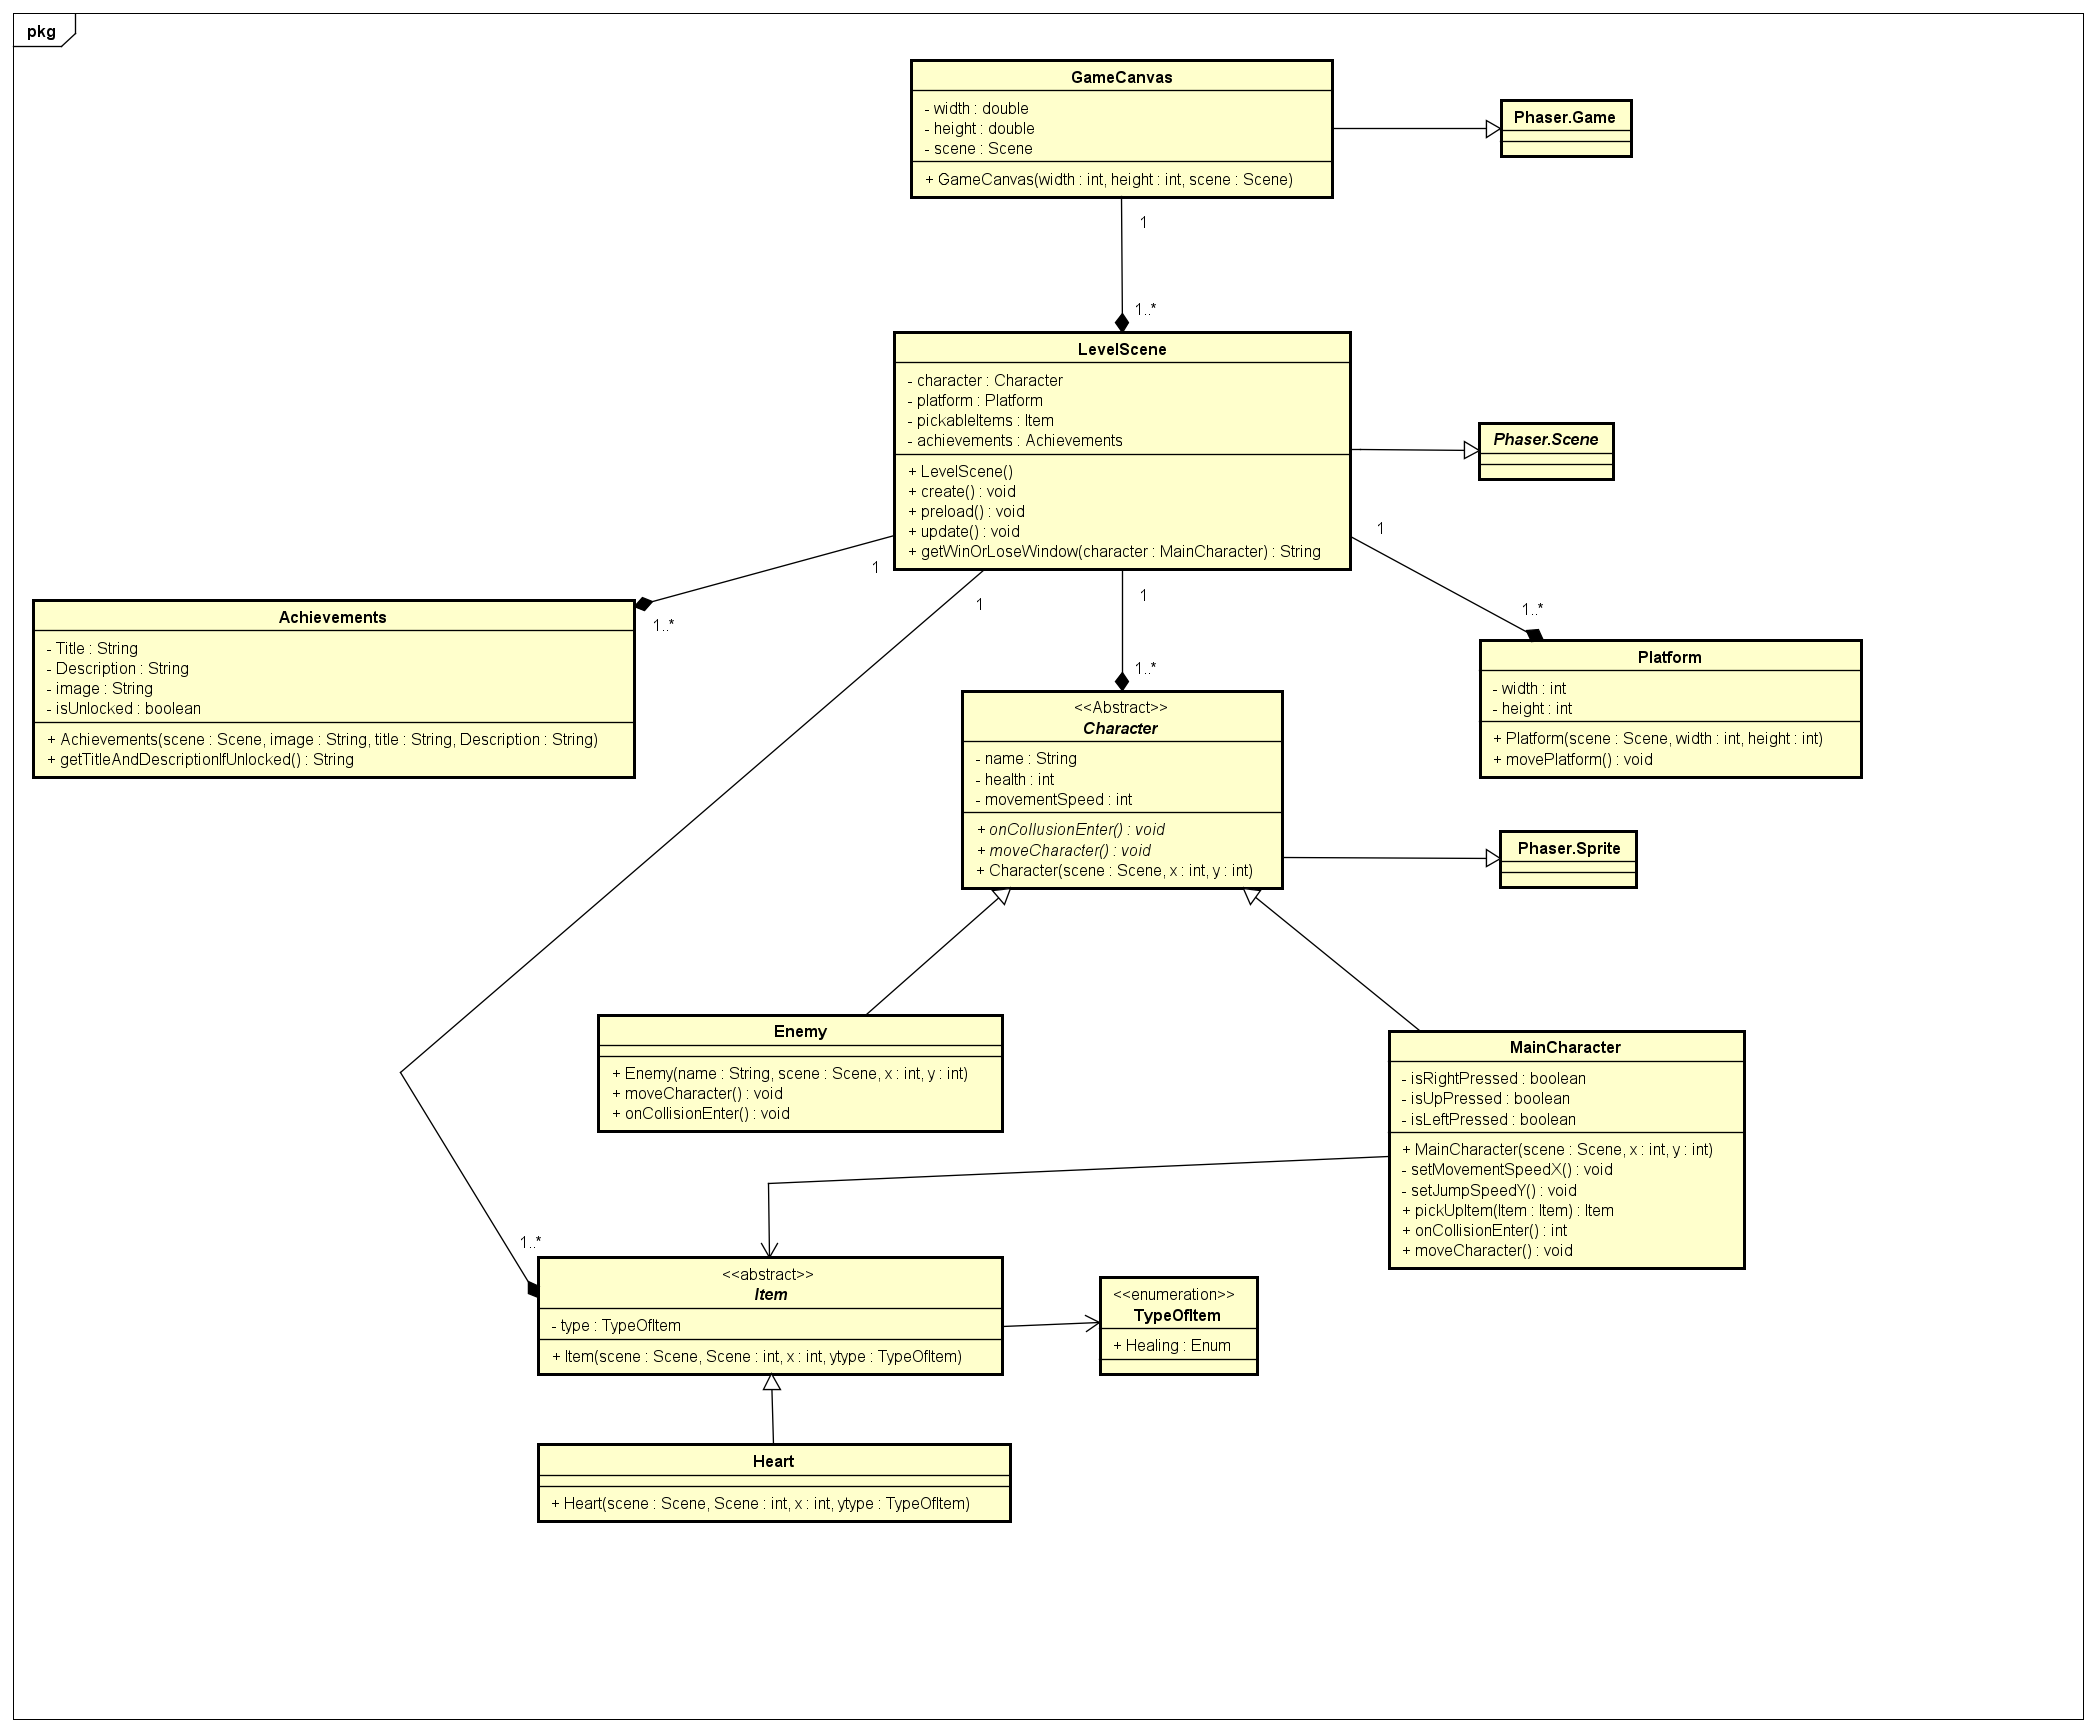 pkg
GameCanvas
- width : double
- height : double
- scene : Scene
+ GameCanvas(width : int, height : int, scene : Scene)
Phaser.Game
1
1..*
LevelScene
- character : Character
- platform : Platform
- pickableItems : Item
- achievements : Achievements
+ LevelScene()
+ create() : void
+ preload() : void
+ update() : void
+ getWinOrLoseWindow(character : MainCharacter) : String
Phaser.Scene
1
1
1
1
1..*
1..*
1..*
Achievements
- Title : String
- Description : String
- image : String
- isUnlocked : boolean
+ Achievements(scene : Scene, image : String, title : String, Description : String)
+ getTitleAndDescriptionIfUnlocked() : String
<<Abstract>>
Character
- name : String
- health : int
- movementSpeed : int
+ onCollusionEnter() : void
+ moveCharacter() : void
+ Character(scene : Scene, x : int, y : int)
Platform
- width : int
- height : int
+ Platform(scene : Scene, width : int, height : int)
+ movePlatform() : void
Phaser.Sprite
Enemy
+ Enemy(name : String, scene : Scene, x : int, y : int)
+ moveCharacter() : void
+ onCollisionEnter() : void
MainCharacter
- isRightPressed : boolean
- isUpPressed : boolean
- isLeftPressed : boolean
+ MainCharacter(scene : Scene, x : int, y : int)
- setMovementSpeedX() : void
- setJumpSpeedY() : void
+ pickUpItem(Item : Item) : Item
+ onCollisionEnter() : int
+ moveCharacter() : void
1..*
<<abstract>>
Item
- type : TypeOfItem
+ Item(scene : Scene, Scene : int, x : int, ytype : TypeOfItem)
<<enumeration>>
TypeOfItem
+ Healing : Enum
Heart
+ Heart(scene : Scene, Scene : int, x : int, ytype : TypeOfItem)